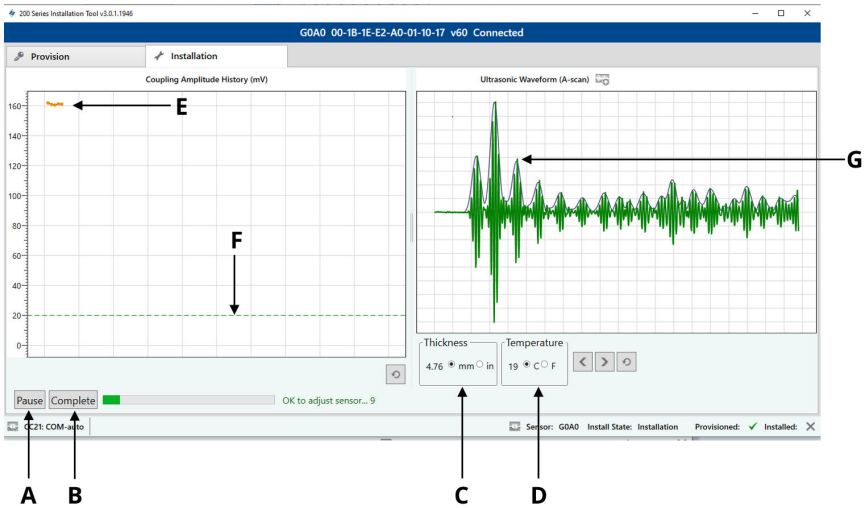 200 Series Installation Tool v3.0.1.1946
G0A0 00-1B-1E-E2-A0-01-10-17 v60 Connected
Provision
Installation
Coupling Amplitude History (mV)
Ultrasonic Waveform (A-scan)
160
140
120
100
80
60
40
20
0
E
F
G
Thickness
4.76 mm in
Temperature
19 C F
Pause
Complete
OK to adjust sensor... 9
CC21: COM-auto
Sensor: G0A0 Install State: Installation Provisioned: ✓ Installed: ✕
A
B
C
D